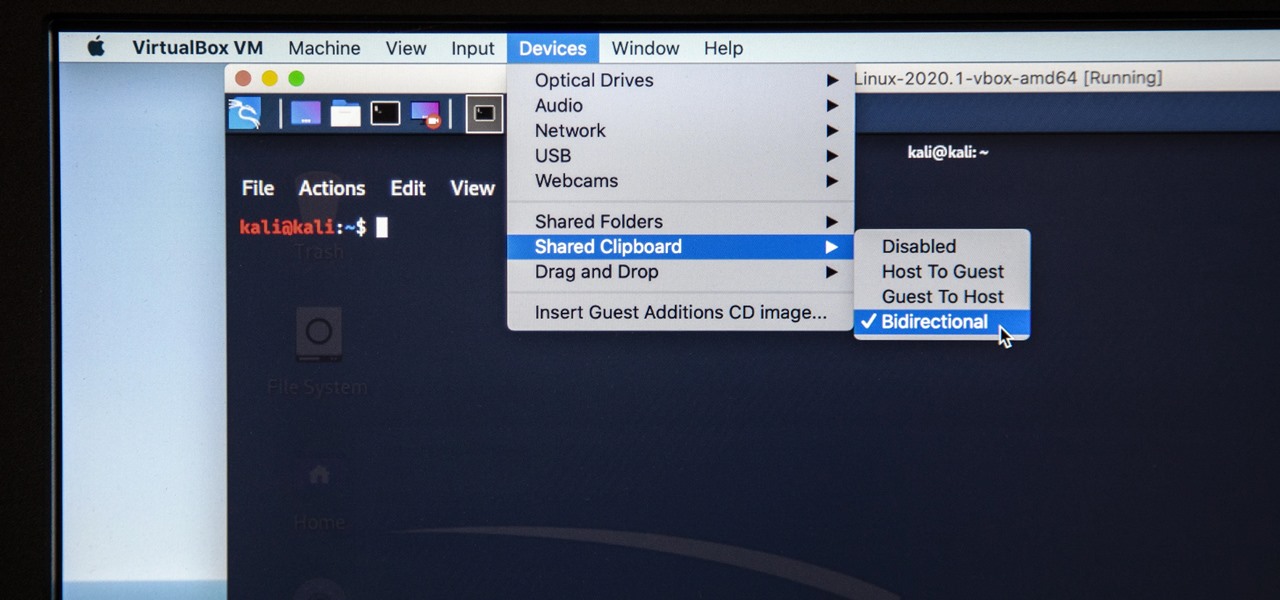 VirtualBox VM Machine View Input Devices Window Help
Linux-2020.1-vbox-amd64 [Running]
Optical Drives
Audio
Network
USB
Webcams
Shared Folders
Shared Clipboard
Drag and Drop
Insert Guest Additions CD image...
Disabled
Host To Guest
Guest To Host
✓ Bidirectional
kali@kali: ~
File Actions Edit View
kali@kali:~$
Trash
File System
Home